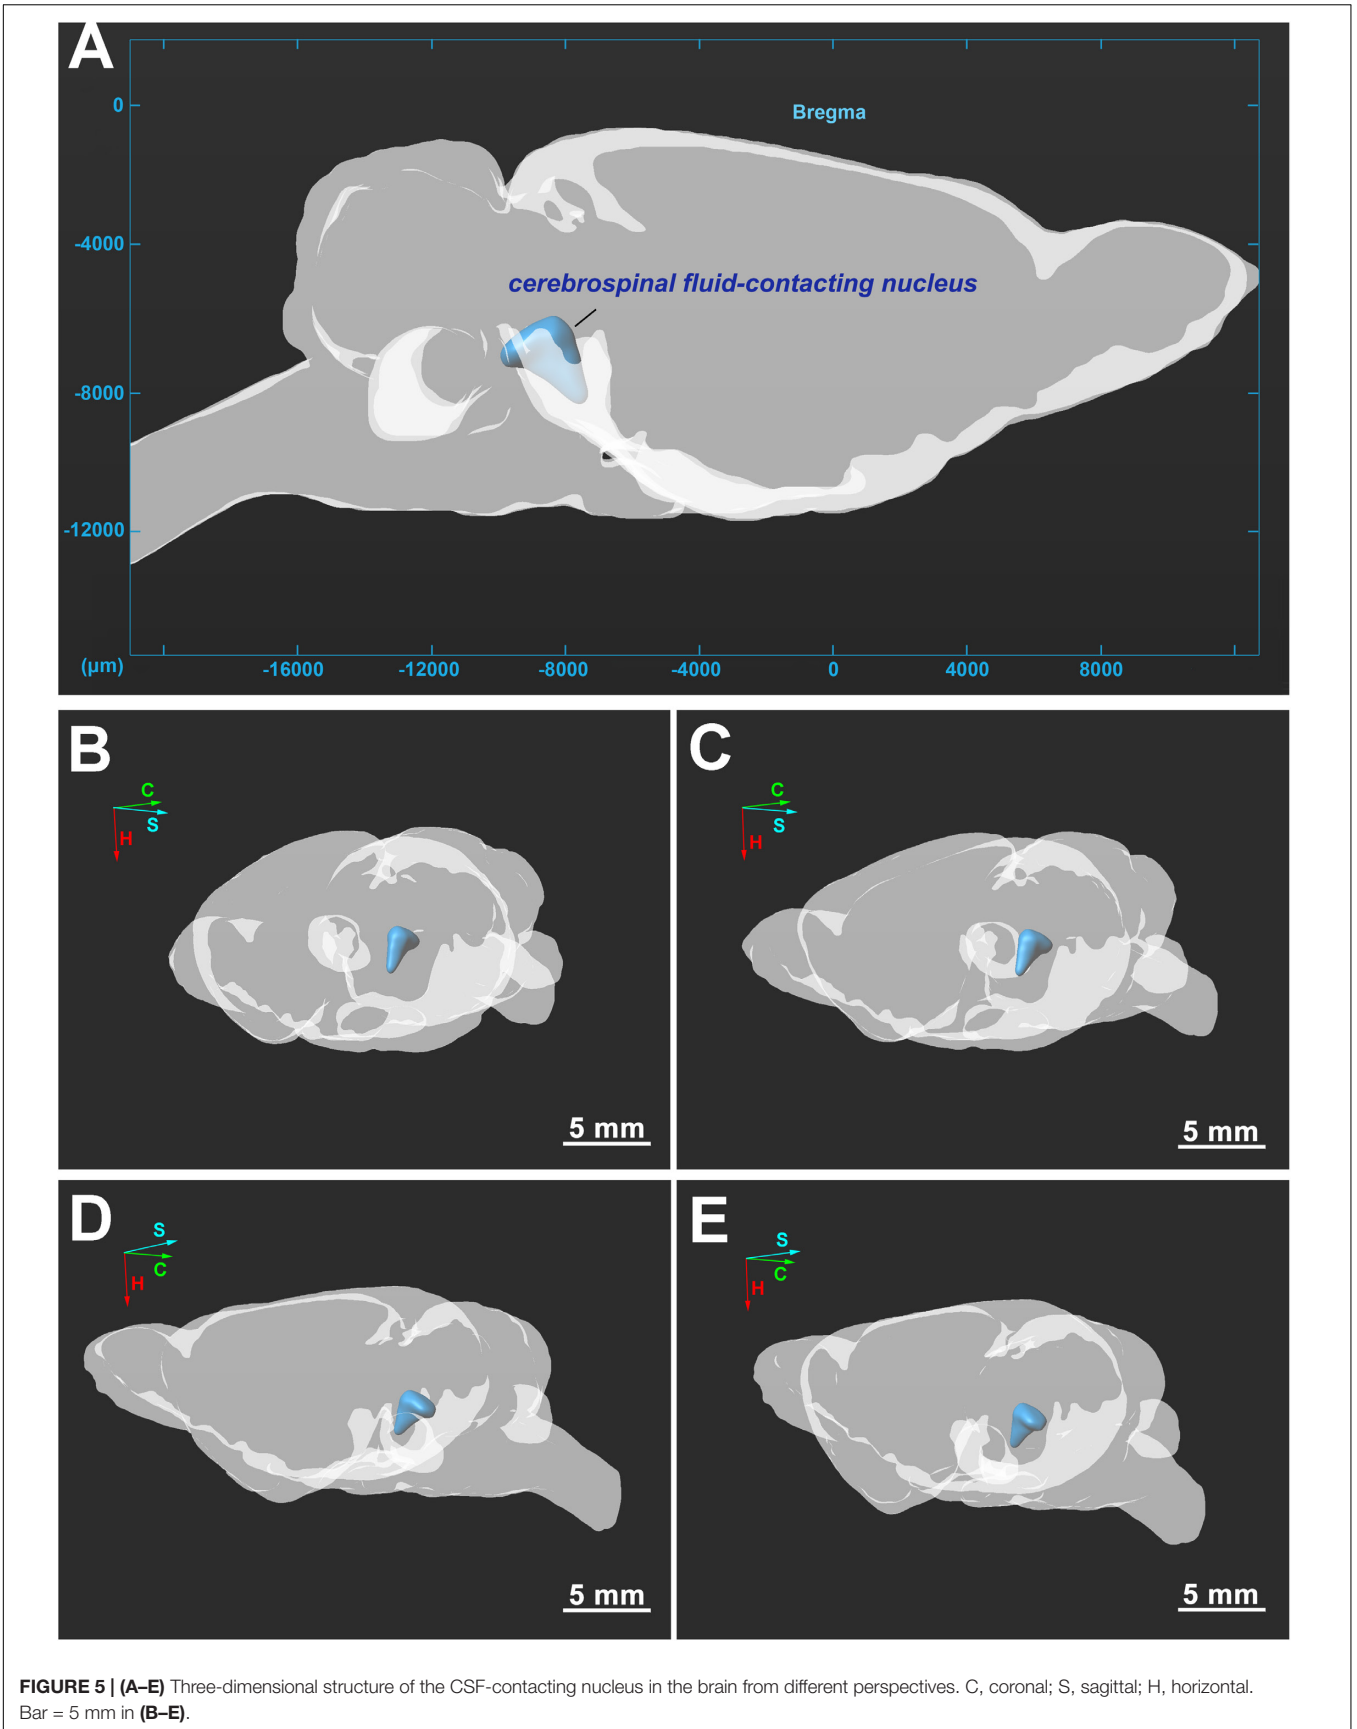 A
Bregma
0
-4000
cerebrospinal fluid-contacting nucleus
-8000
-12000
(μm)
-16000 -12000 -8000 -4000 0 4000 8000
B
C
S
H
5 mm
C
C
S
H
5 mm
D
S
C
H
5 mm
E
S
C
H
5 mm
FIGURE 5 | (A–E) Three-dimensional structure of the CSF-contacting nucleus in the brain from different perspectives. C, coronal; S, sagittal; H, horizontal.
Bar = 5 mm in (B–E).